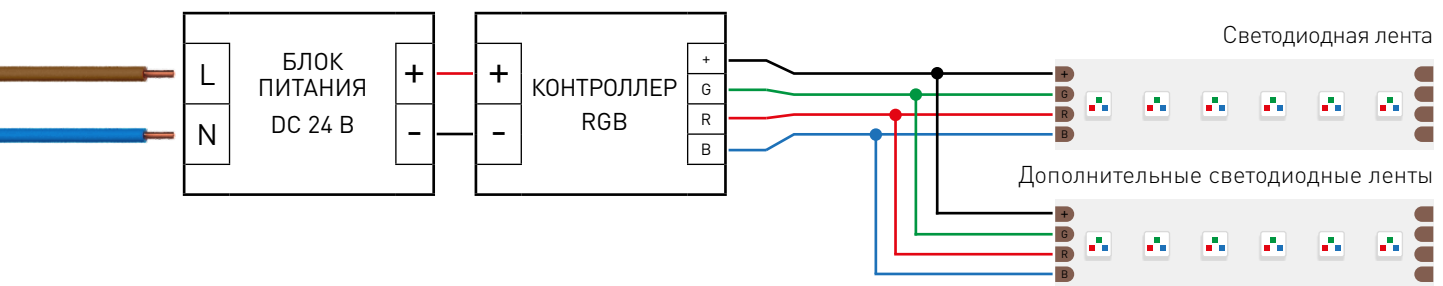 Светодиодная лента
L
N
БЛОК
ПИТАНИЯ
DC 24 В
+
-
+
-
КОНТРОЛЛЕР
RGB
+
G
R
B
+
G
R
B
Дополнительные светодиодные ленты
+
G
R
B